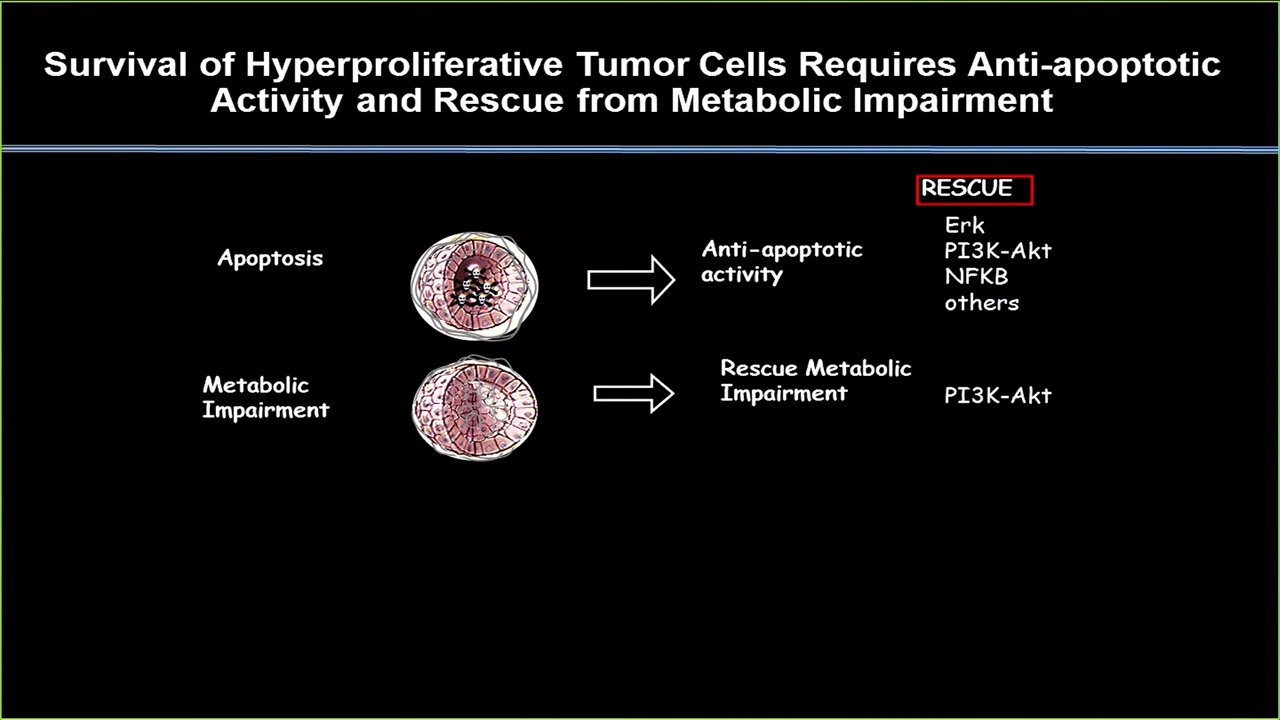 Survival of Hyperproliferative Tumor Cells Requires Anti-apoptotic
Activity and Rescue from Metabolic Impairment
RESCUE
Apoptosis
Anti-apoptotic
activity
Erk
PI3K-Akt
NFKB
others
Metabolic
Impairment
Rescue Metabolic
Impairment
PI3K-Akt